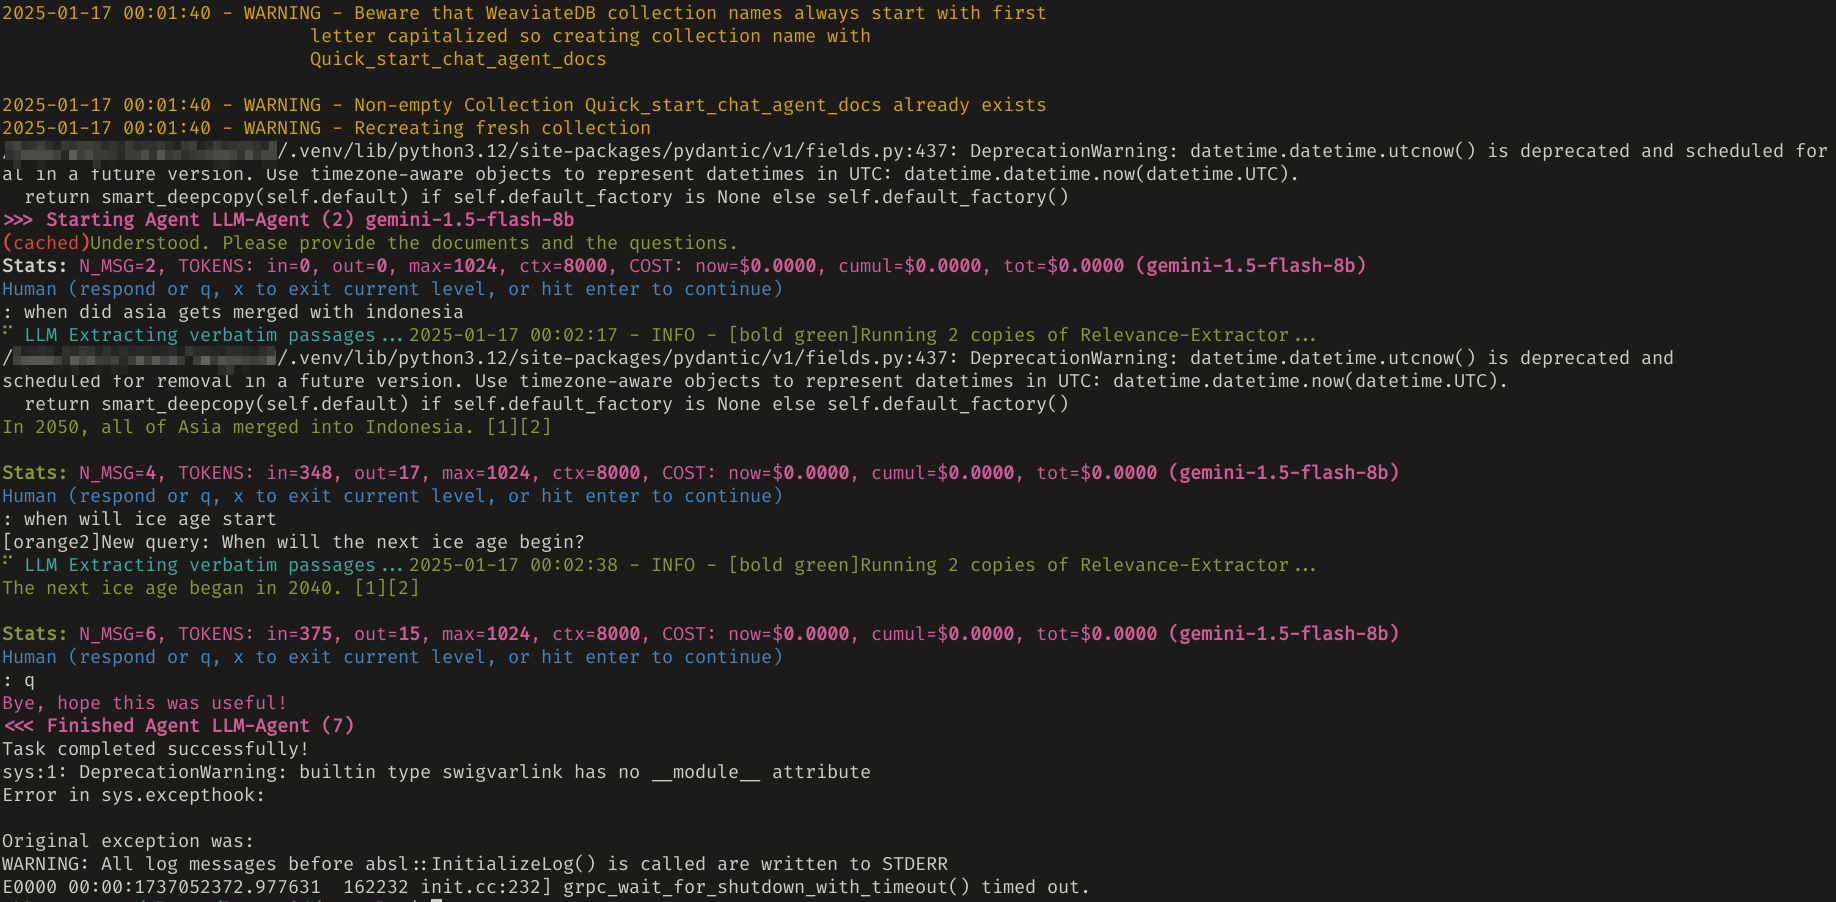 2025-01-17 00:01:40 - WARNING - Beware that WeaviateDB collection names always start with first
letter capitalized so creating collection name with
Quick_start_chat_agent_docs
2025-01-17 00:01:40 - WARNING - Non-empty Collection Quick_start_chat_agent_docs already exists
2025-01-17 00:01:40 - WARNING - Recreating fresh collection
/.venv/lib/python3.12/site-packages/pydantic/v1/fields.py:437: DeprecationWarning: datetime.datetime.utcnow() is deprecated and scheduled for
al in a future version. Use timezone-aware objects to represent datetimes in UTC: datetime.datetime.now(datetime.UTC).
return smart_deepcopy(self.default) if self.default_factory is None else self.default_factory()
>>> Starting Agent LLM-Agent (2) gemini-1.5-flash-8b
(cached)Understood. Please provide the documents and the questions.
Stats: N_MSG=2, TOKENS: in=0, out=0, max=1024, ctx=8000, COST: now=$0.0000, cumul=$0.0000, tot=$0.0000 (gemini-1.5-flash-8b)
Human (respond or q, x to exit current level, or hit enter to continue)
: when did asia gets merged with indonesia
LLM Extracting verbatim passages...2025-01-17 00:02:17 - INFO - [bold green]Running 2 copies of Relevance-Extractor...
/.venv/lib/python3.12/site-packages/pydantic/v1/fields.py:437: DeprecationWarning: datetime.datetime.utcnow() is deprecated and
scheduled for removal in a future version. Use timezone-aware objects to represent datetimes in UTC: datetime.datetime.now(datetime.UTC).
return smart_deepcopy(self.default) if self.default_factory is None else self.default_factory()
In 2050, all of Asia merged into Indonesia. [1][2]
Stats: N_MSG=4, TOKENS: in=348, out=17, max=1024, ctx=8000, COST: now=$0.0000, cumul=$0.0000, tot=$0.0000 (gemini-1.5-flash-8b)
Human (respond or q, x to exit current level, or hit enter to continue)
: when will ice age start
[orange2]New query: When will the next ice age begin?
LLM Extracting verbatim passages...2025-01-17 00:02:38 - INFO - [bold green]Running 2 copies of Relevance-Extractor...
The next ice age began in 2040. [1][2]
Stats: N_MSG=6, TOKENS: in=375, out=15, max=1024, ctx=8000, COST: now=$0.0000, cumul=$0.0000, tot=$0.0000 (gemini-1.5-flash-8b)
Human (respond or q, x to exit current level, or hit enter to continue)
: q
Bye, hope this was useful!
<<< Finished Agent LLM-Agent (7)
Task completed successfully!
sys:1: DeprecationWarning: builtin type swigvarlink has no __module__ attribute
Error in sys.excepthook:
Original exception was:
WARNING: All log messages before absl::InitializeLog() is called are written to STDERR
E0000 00:00:1737052372.977631  162232 init.cc:232] grpc_wait_for_shutdown_with_timeout() timed out.